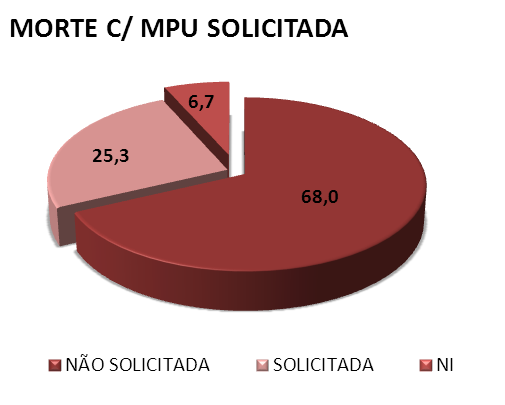 MORTE C/ MPU SOLICITADA
6,7
25,3
68,0
NÃO SOLICITADA SOLICITADA NI